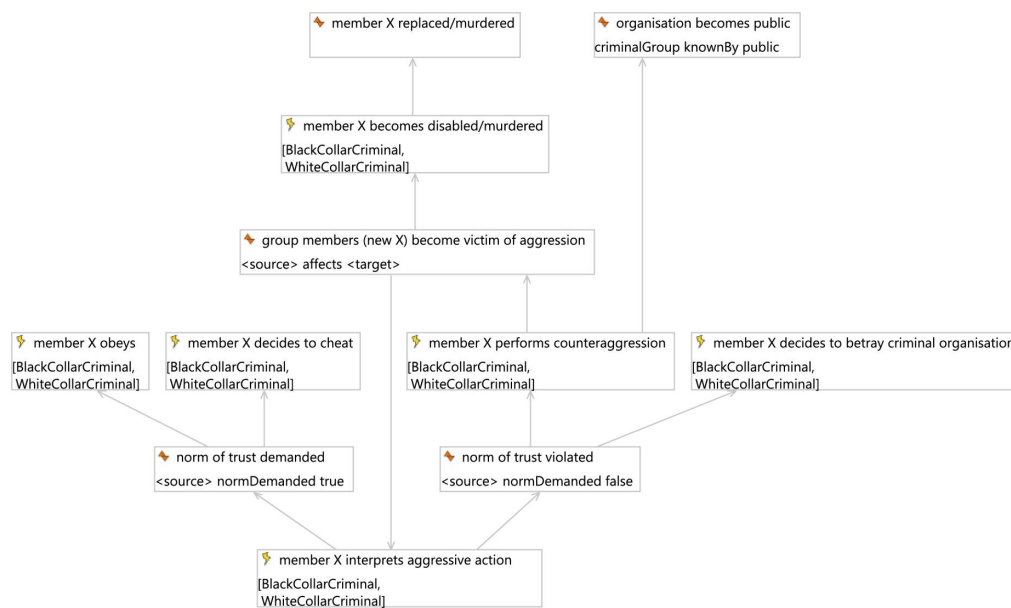 member X replaced/murdered
organisation becomes public
criminalGroup knownBy public
member X becomes disabled/murdered
[BlackCollarCriminal,
WhiteCollarCriminal]
group members (new X) become victim of aggression
<source> affects <target>
member X obeys
[BlackCollarCriminal,
WhiteCollarCriminal]
member X decides to cheat
[BlackCollarCriminal,
WhiteCollarCriminal]
member X performs counteraggression
[BlackCollarCriminal,
WhiteCollarCriminal]
member X decides to betray criminal organisation
[BlackCollarCriminal,
WhiteCollarCriminal]
norm of trust demanded
<source> normDemanded true
norm of trust violated
<source> normDemanded false
member X interprets aggressive action
[BlackCollarCriminal,
WhiteCollarCriminal]